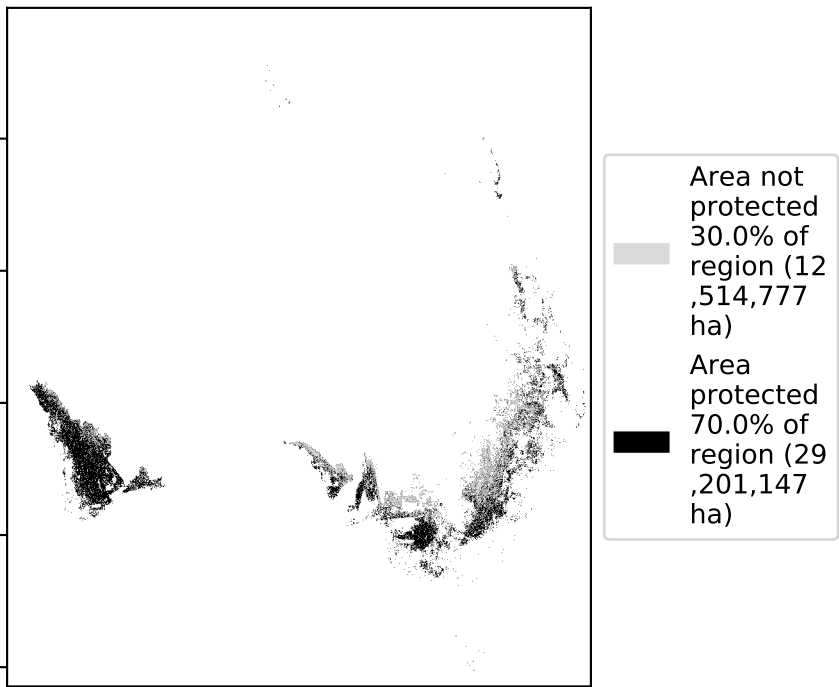 Area not
protected
30.0% of
region (12
,514,777
ha)
Area
protected
70.0% of
region (29
,201,147
ha)